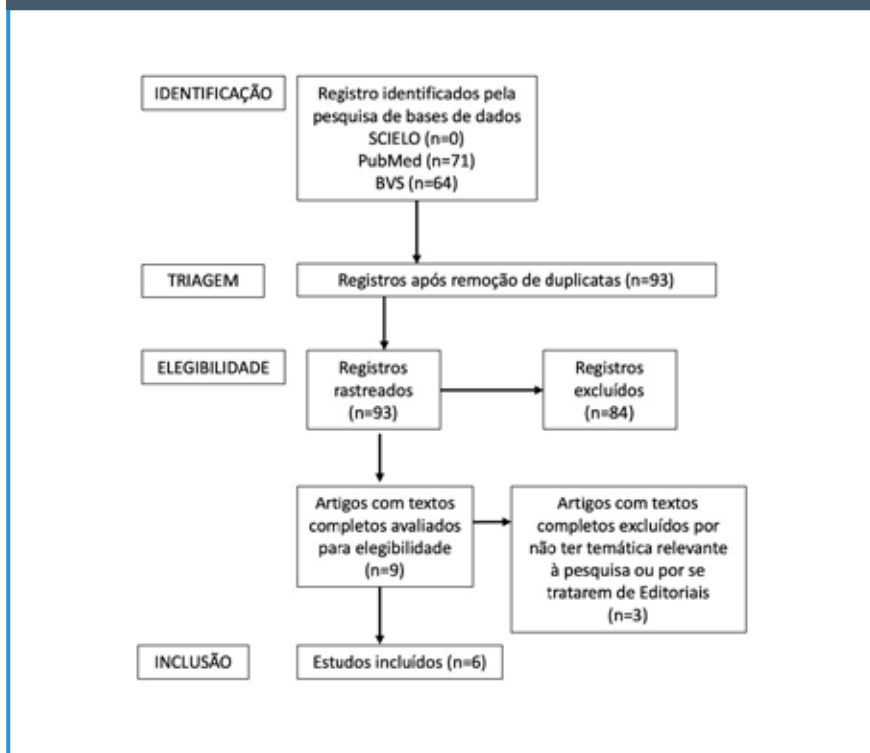 IDENTIFICAÇÃO
Registro identificados pela
pesquisa de bases de dados
SCIELO (n=0)
PubMed (n=71)
BVS (n=64)
TRIAGEM
Registros após remoção de duplicatas (n=93)
ELEGIBILIDADE
Registros
rastreados
(n=93)
Registros
excluídos
(n=84)
Artigos com textos
completos avaliados
para elegibilidade
(n=9)
Artigos com textos
completos excluídos por
não ter temática relevante
à pesquisa ou por se
tratarem de Editoriais
(n=3)
INCLUSÃO
Estudos incluídos (n=6)